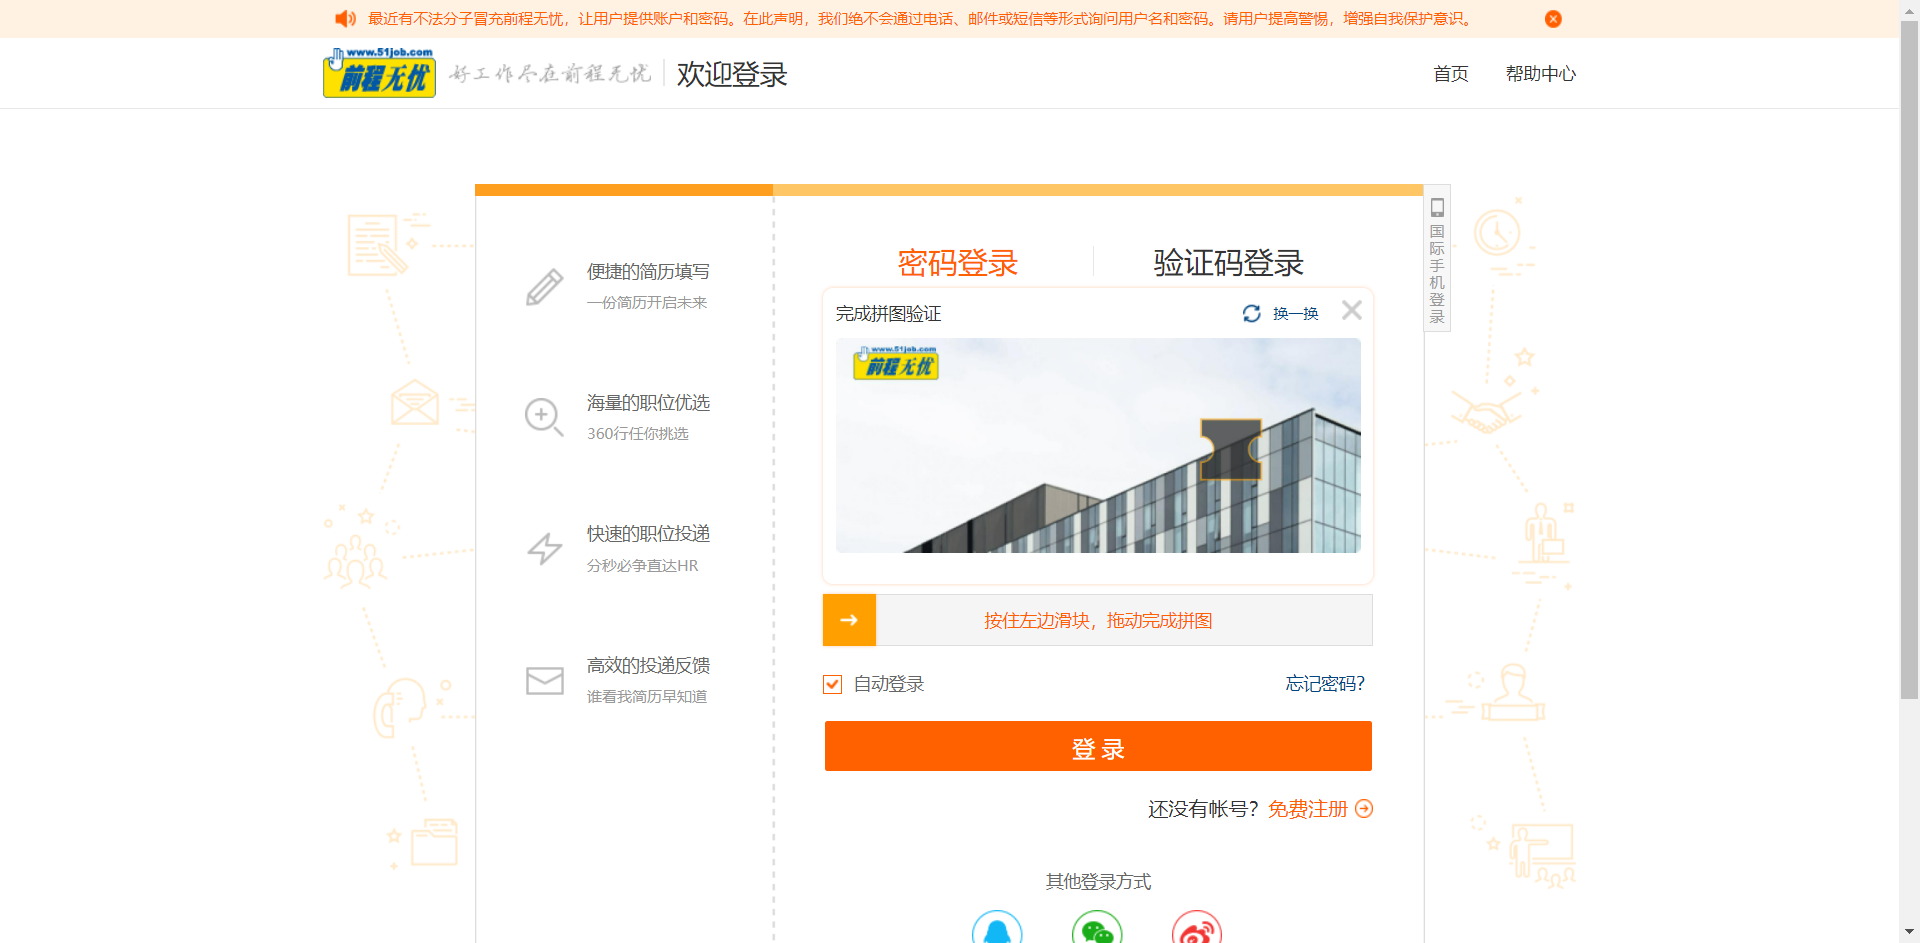 最近有不法分子冒充前程无忧，让用户提供账户和密码。在此声明，我们绝不会通过电话、邮件或短信等形式询问用户名和密码。请用户提高警惕，增强自我保护意识。
www.51job.com
前程无忧
好工作尽在前程无忧
欢迎登录
首页
帮助中心
便捷的简历填写
一份简历开启未来
海量的职位优选
360行任你挑选
快速的职位投递
分秒必争直达HR
高效的投递反馈
谁看我简历早知道
密码登录
验证码登录
国际手机登录
完成拼图验证
换一换
www.51job.com
前程无忧
按住左边滑块，拖动完成拼图
自动登录
忘记密码?
登 录
还没有帐号？
免费注册
其他登录方式